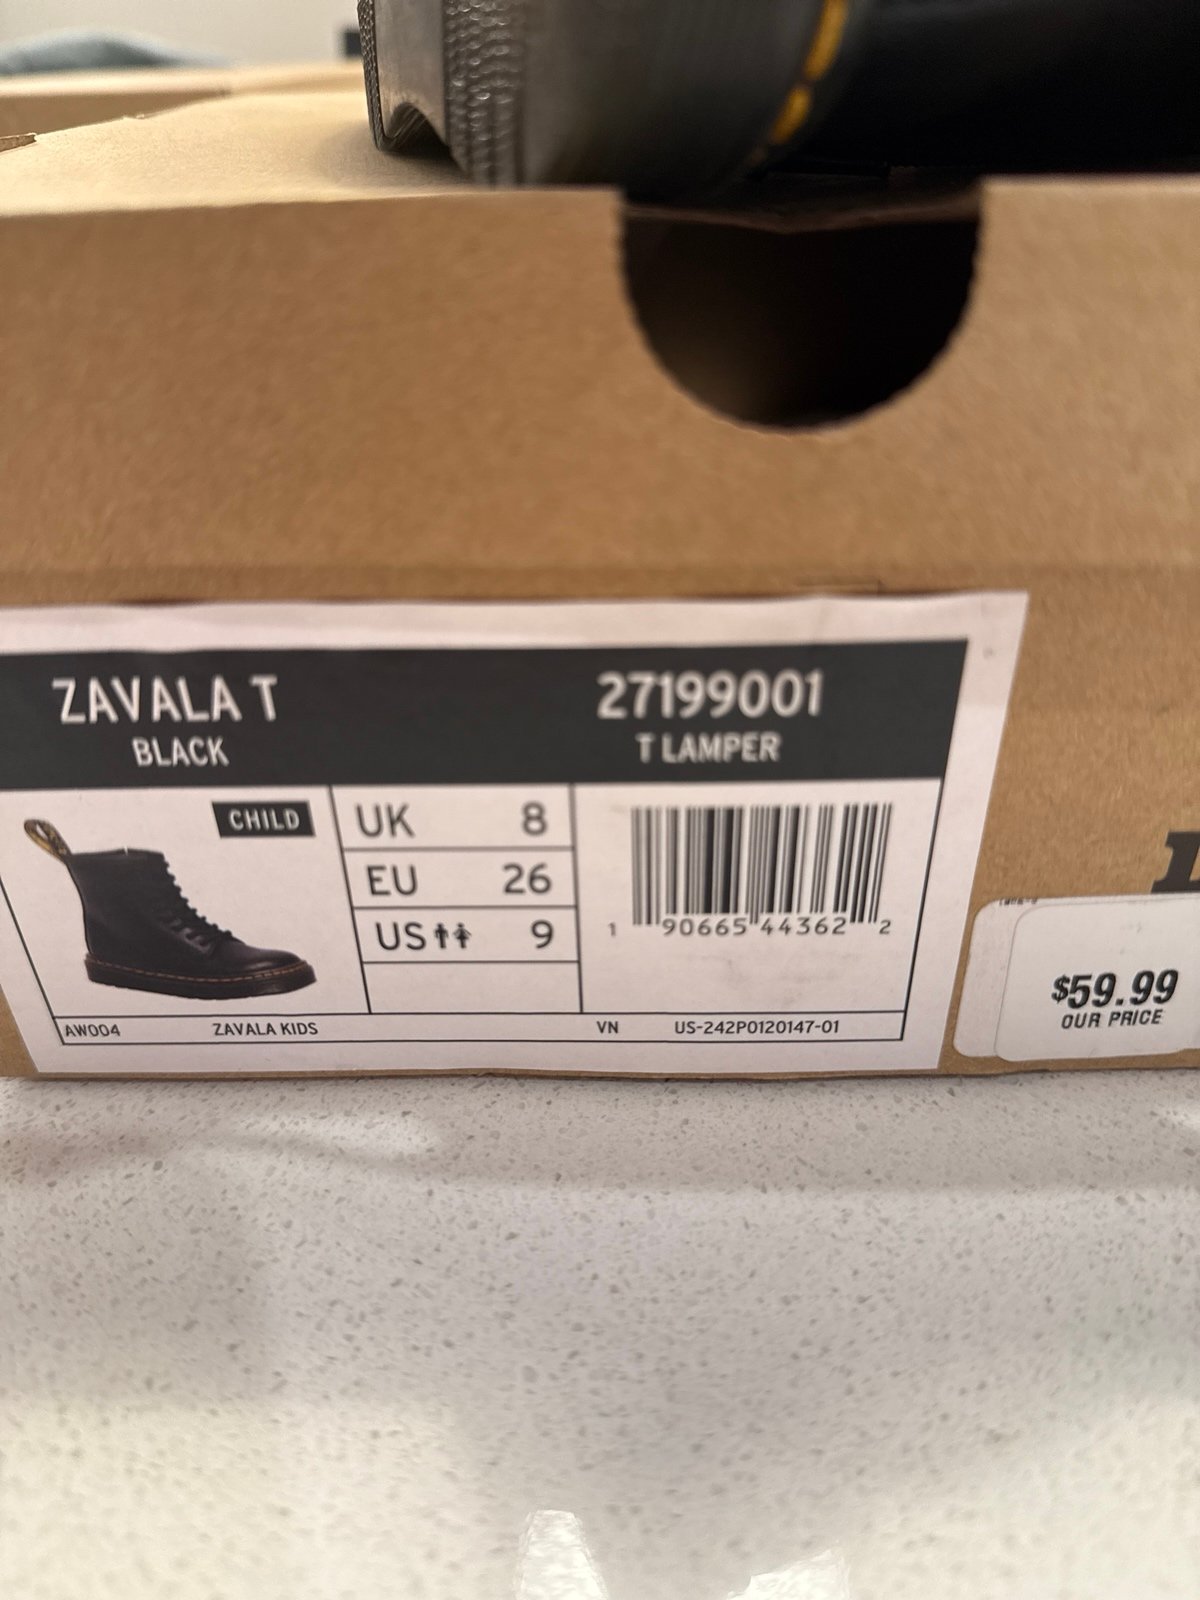 ZAVALA T
BLACK
27199001
T LAMPER
CHILD
UK 8
EU 26
US 9
1 90665 44362 2
AW004 ZAVALA KIDS VN US-242P0120147-01
$59.99
OUR PRICE